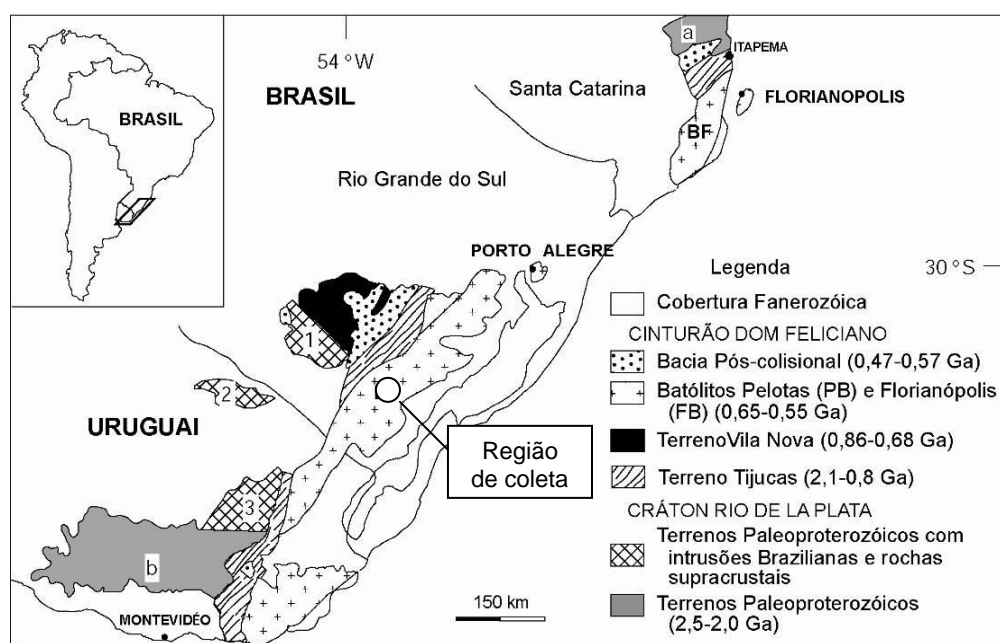 BRASIL
54 °W
BRASIL
a
ITAPEMA
Santa Catarina
FLORIANOPOLIS
BF
Rio Grande do Sul
PORTO ALEGRE
30 °S
1
2
URUGUAI
Região
de coleta
3
b
MONTEVIDÉO
150 km
Legenda
Cobertura Fanerozóica
CINTURÃO DOM FELICIANO
Bacia Pós-colisional (0,47-0,57 Ga)
Batólitos Pelotas (PB) e Florianópolis
(FB) (0,65-0,55 Ga)
TerrenoVila Nova (0,86-0,68 Ga)
Terreno Tijucas (2,1-0,8 Ga)
CRÁTON RIO DE LA PLATA
Terrenos Paleoproterozóicos com
intrusões Brazilianas e rochas
supracrustais
Terrenos Paleoproterozóicos
(2,5-2,0 Ga)